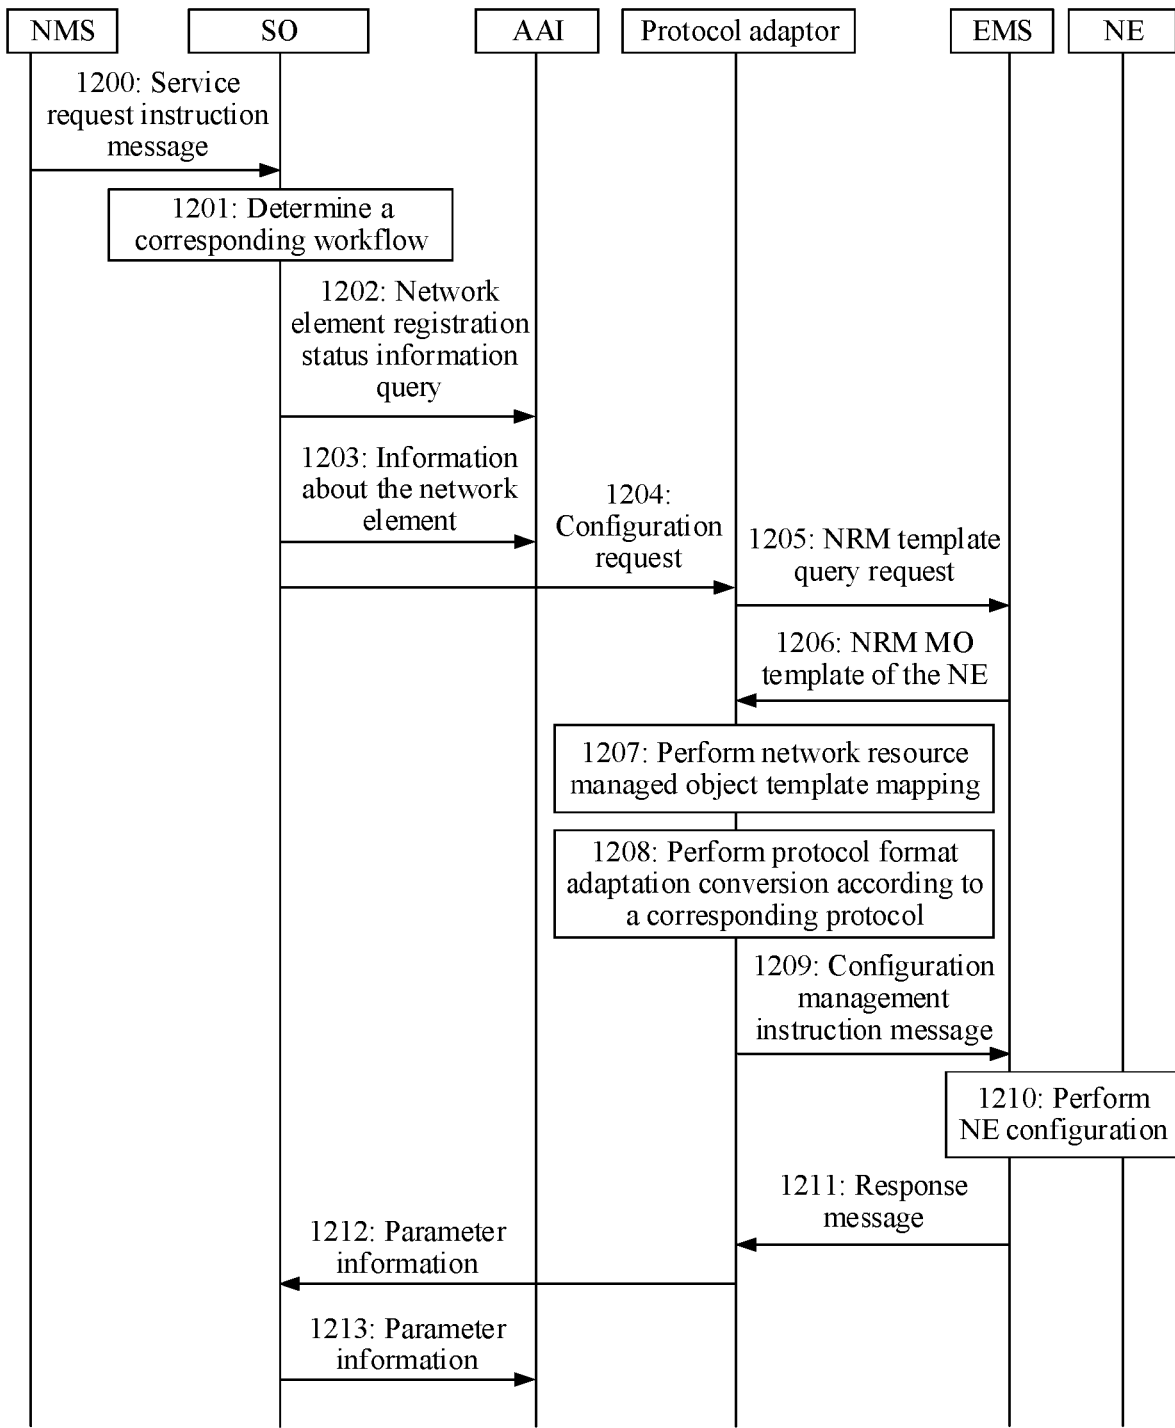 NMS
SO
AAI
Protocol adaptor
EMS
NE
1200: Service
request instruction
message
1201: Determine a
corresponding workflow
1202: Network
element registration
status information
query
1203: Information
about the network
element
1204:
Configuration
request
1205: NRM template
query request
1206: NRM MO
template of the NE
1207: Perform network resource
managed object template mapping
1208: Perform protocol format
adaptation conversion according to
a corresponding protocol
1209: Configuration
management
instruction message
1210: Perform
NE configuration
1211: Response
message
1212: Parameter
information
1213: Parameter
information